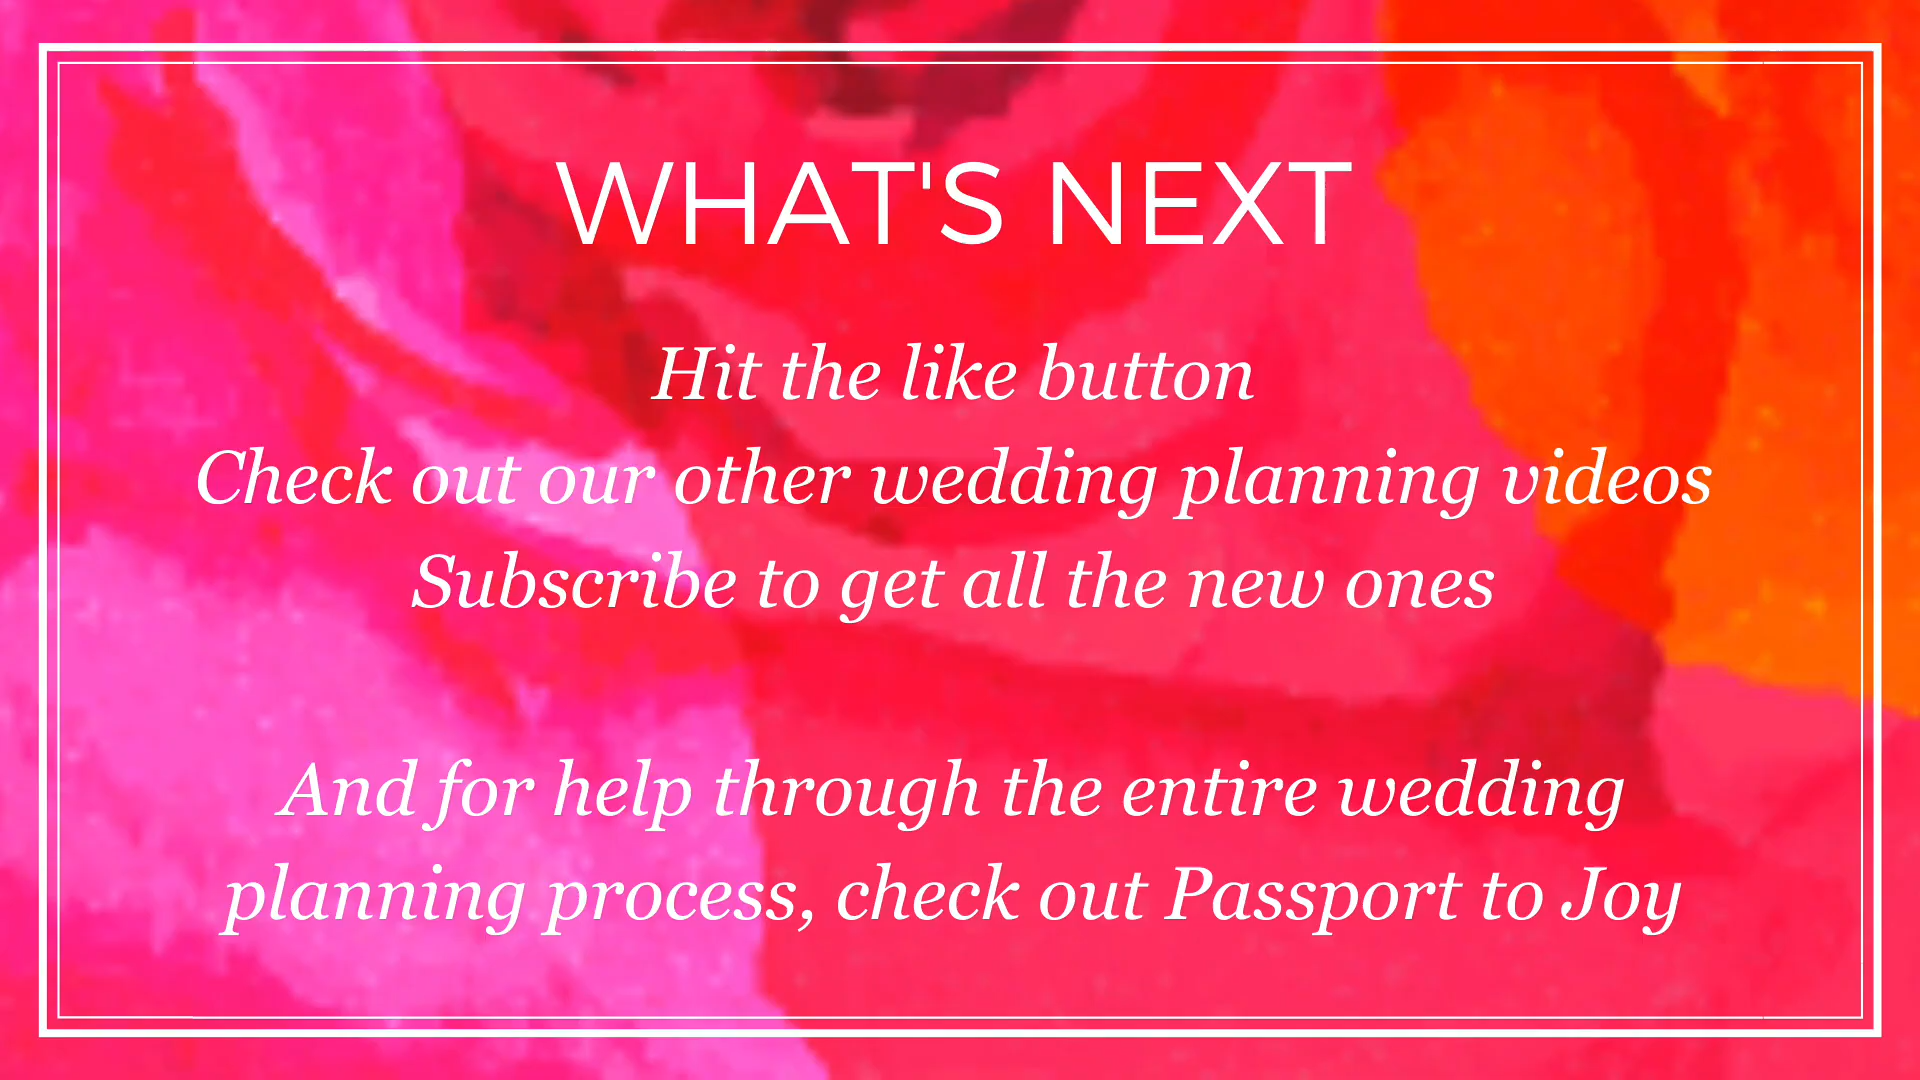 WHAT'S NEXT
Hit the like button
Check out our other wedding planning videos
Subscribe to get all the new ones
And for help through the entire wedding
planning process, check out Passport to Joy